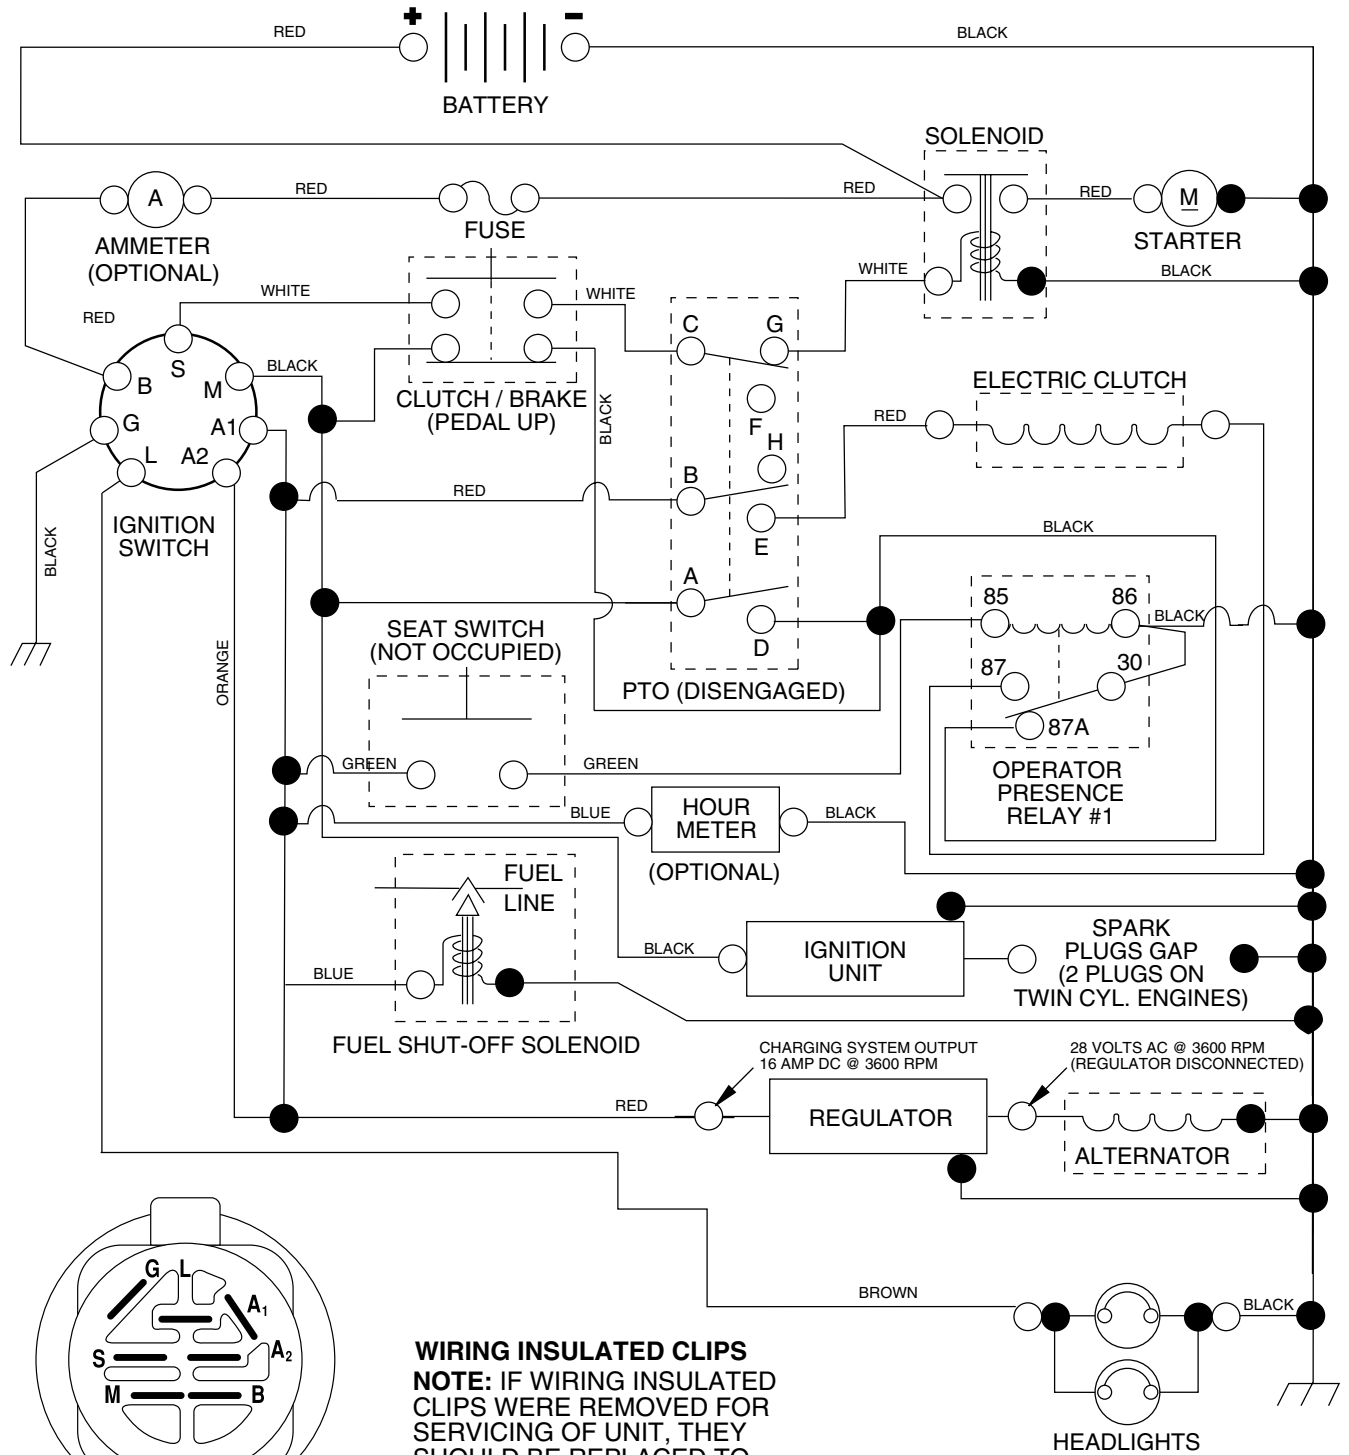 +
–
RED
BLACK
BATTERY
SOLENOID
A
RED
RED
RED
M
FUSE
AMMETER
(OPTIONAL)
STARTER
WHITE
BLACK
WHITE
WHITE
RED
C
G
S
B
M
BLACK
G
A1
L
A2
CLUTCH / BRAKE
(PEDAL UP)
BLACK
F
H
ELECTRIC CLUTCH
RED
B
RED
E
IGNITION
SWITCH
BLACK
BLACK
A
D
85
86
BLACK
87
30
87A
SEAT SWITCH
(NOT OCCUPIED)
ORANGE
PTO (DISENGAGED)
GREEN
GREEN
OPERATOR
PRESENCE
RELAY #1
BLUE
HOUR
METER
BLACK
(OPTIONAL)
FUEL
LINE
BLACK
IGNITION
UNIT
SPARK
PLUGS GAP
(2 PLUGS ON
TWIN CYL. ENGINES)
BLUE
FUEL SHUT-OFF SOLENOID
CHARGING SYSTEM OUTPUT
16 AMP DC @ 3600 RPM
28 VOLTS AC @ 3600 RPM
(REGULATOR DISCONNECTED)
RED
REGULATOR
ALTERNATOR
G
L
A1
S
A2
M
B
BROWN
BLACK
HEADLIGHTS
WIRING INSULATED CLIPS
NOTE: IF WIRING INSULATED
CLIPS WERE REMOVED FOR
SERVICING OF UNIT, THEY
SHOULD BE REPLACED TO